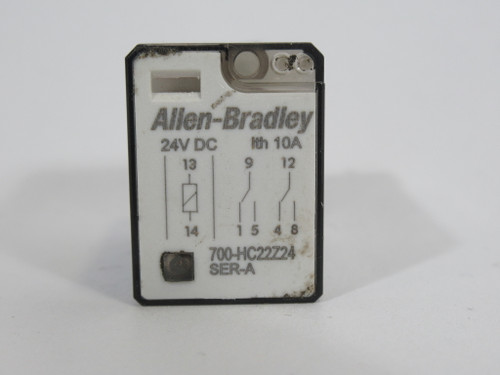 Allen-Bradley
24V DC Ith 10A
13 9 12
14 1 5 4 8
700-HC22Z24
SER-A